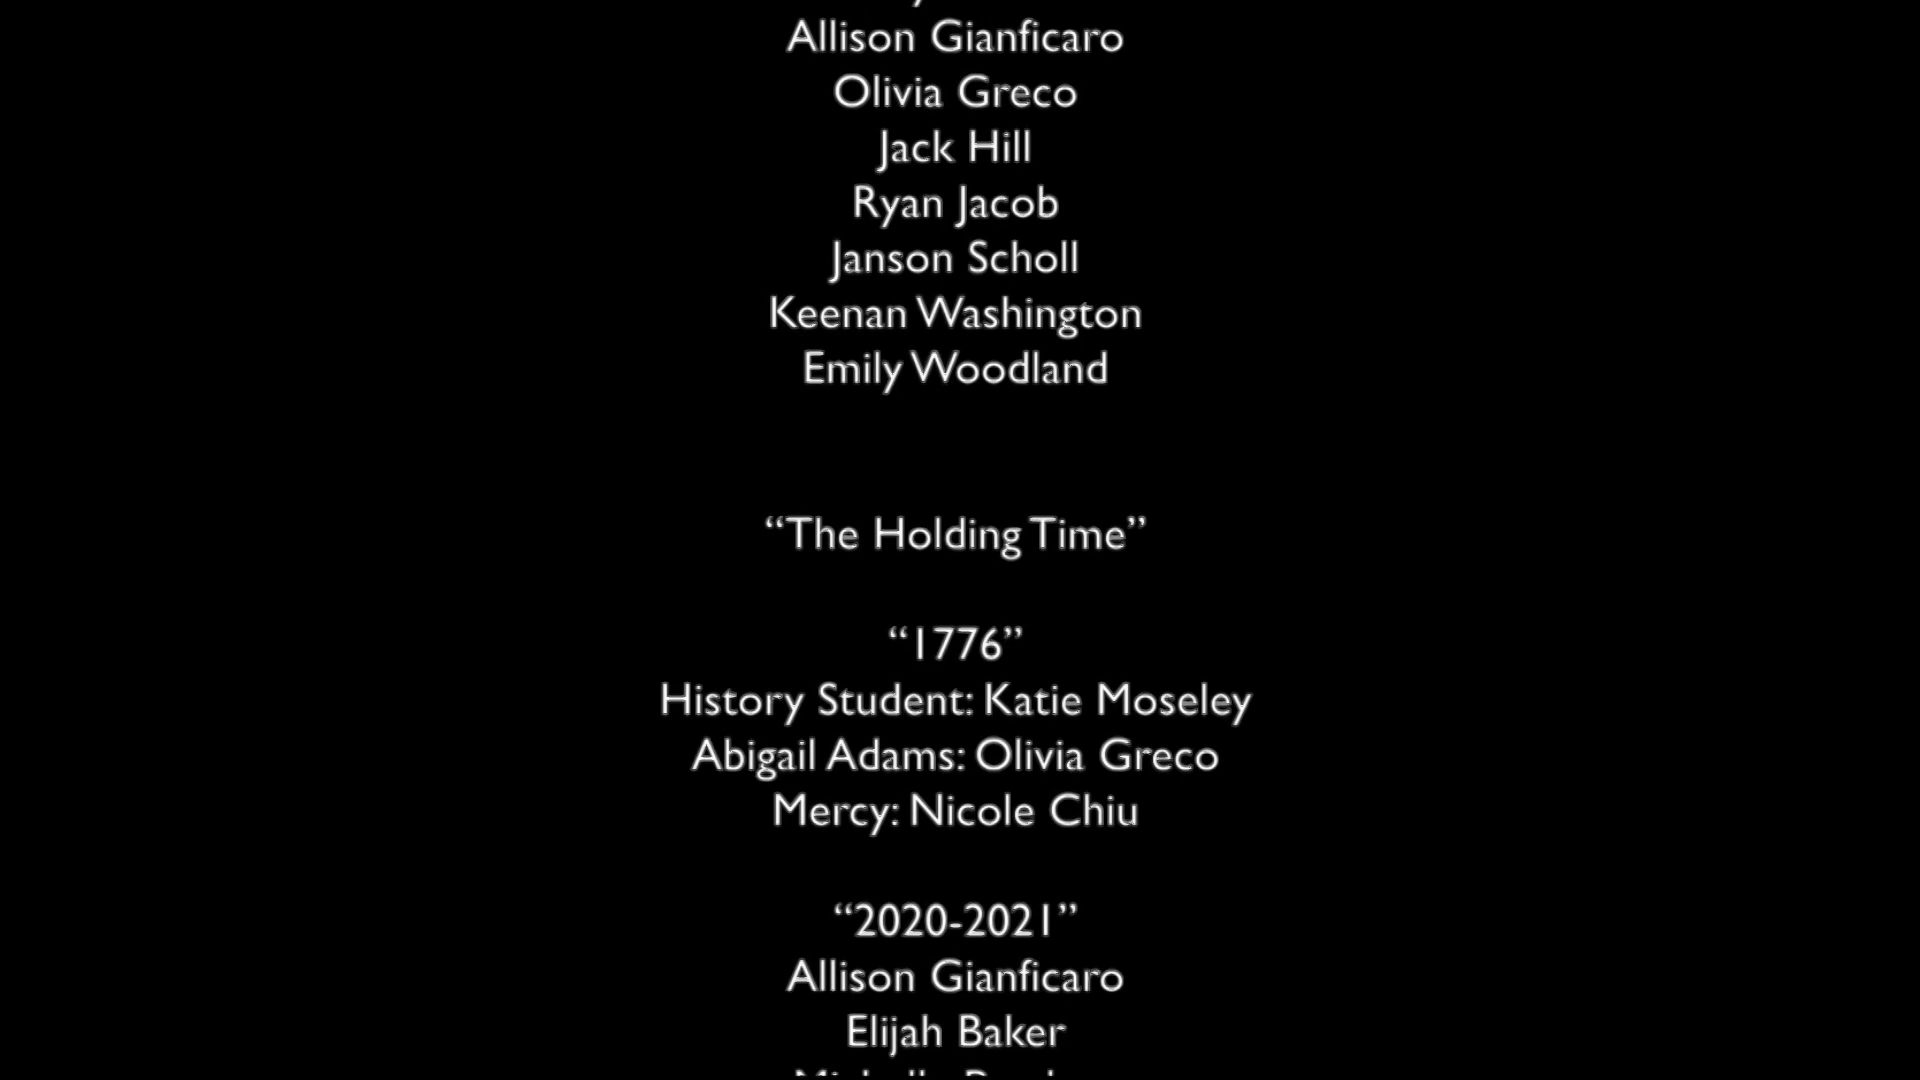 Allison Gianficaro
Olivia Greco
Jack Hill
Ryan Jacob
Janson Scholl
Keenan Washington
Emily Woodland
“The Holding Time”
“1776”
History Student: Katie Moseley
Abigail Adams: Olivia Greco
Mercy: Nicole Chiu
“2020-2021”
Allison Gianficaro
Elijah Baker